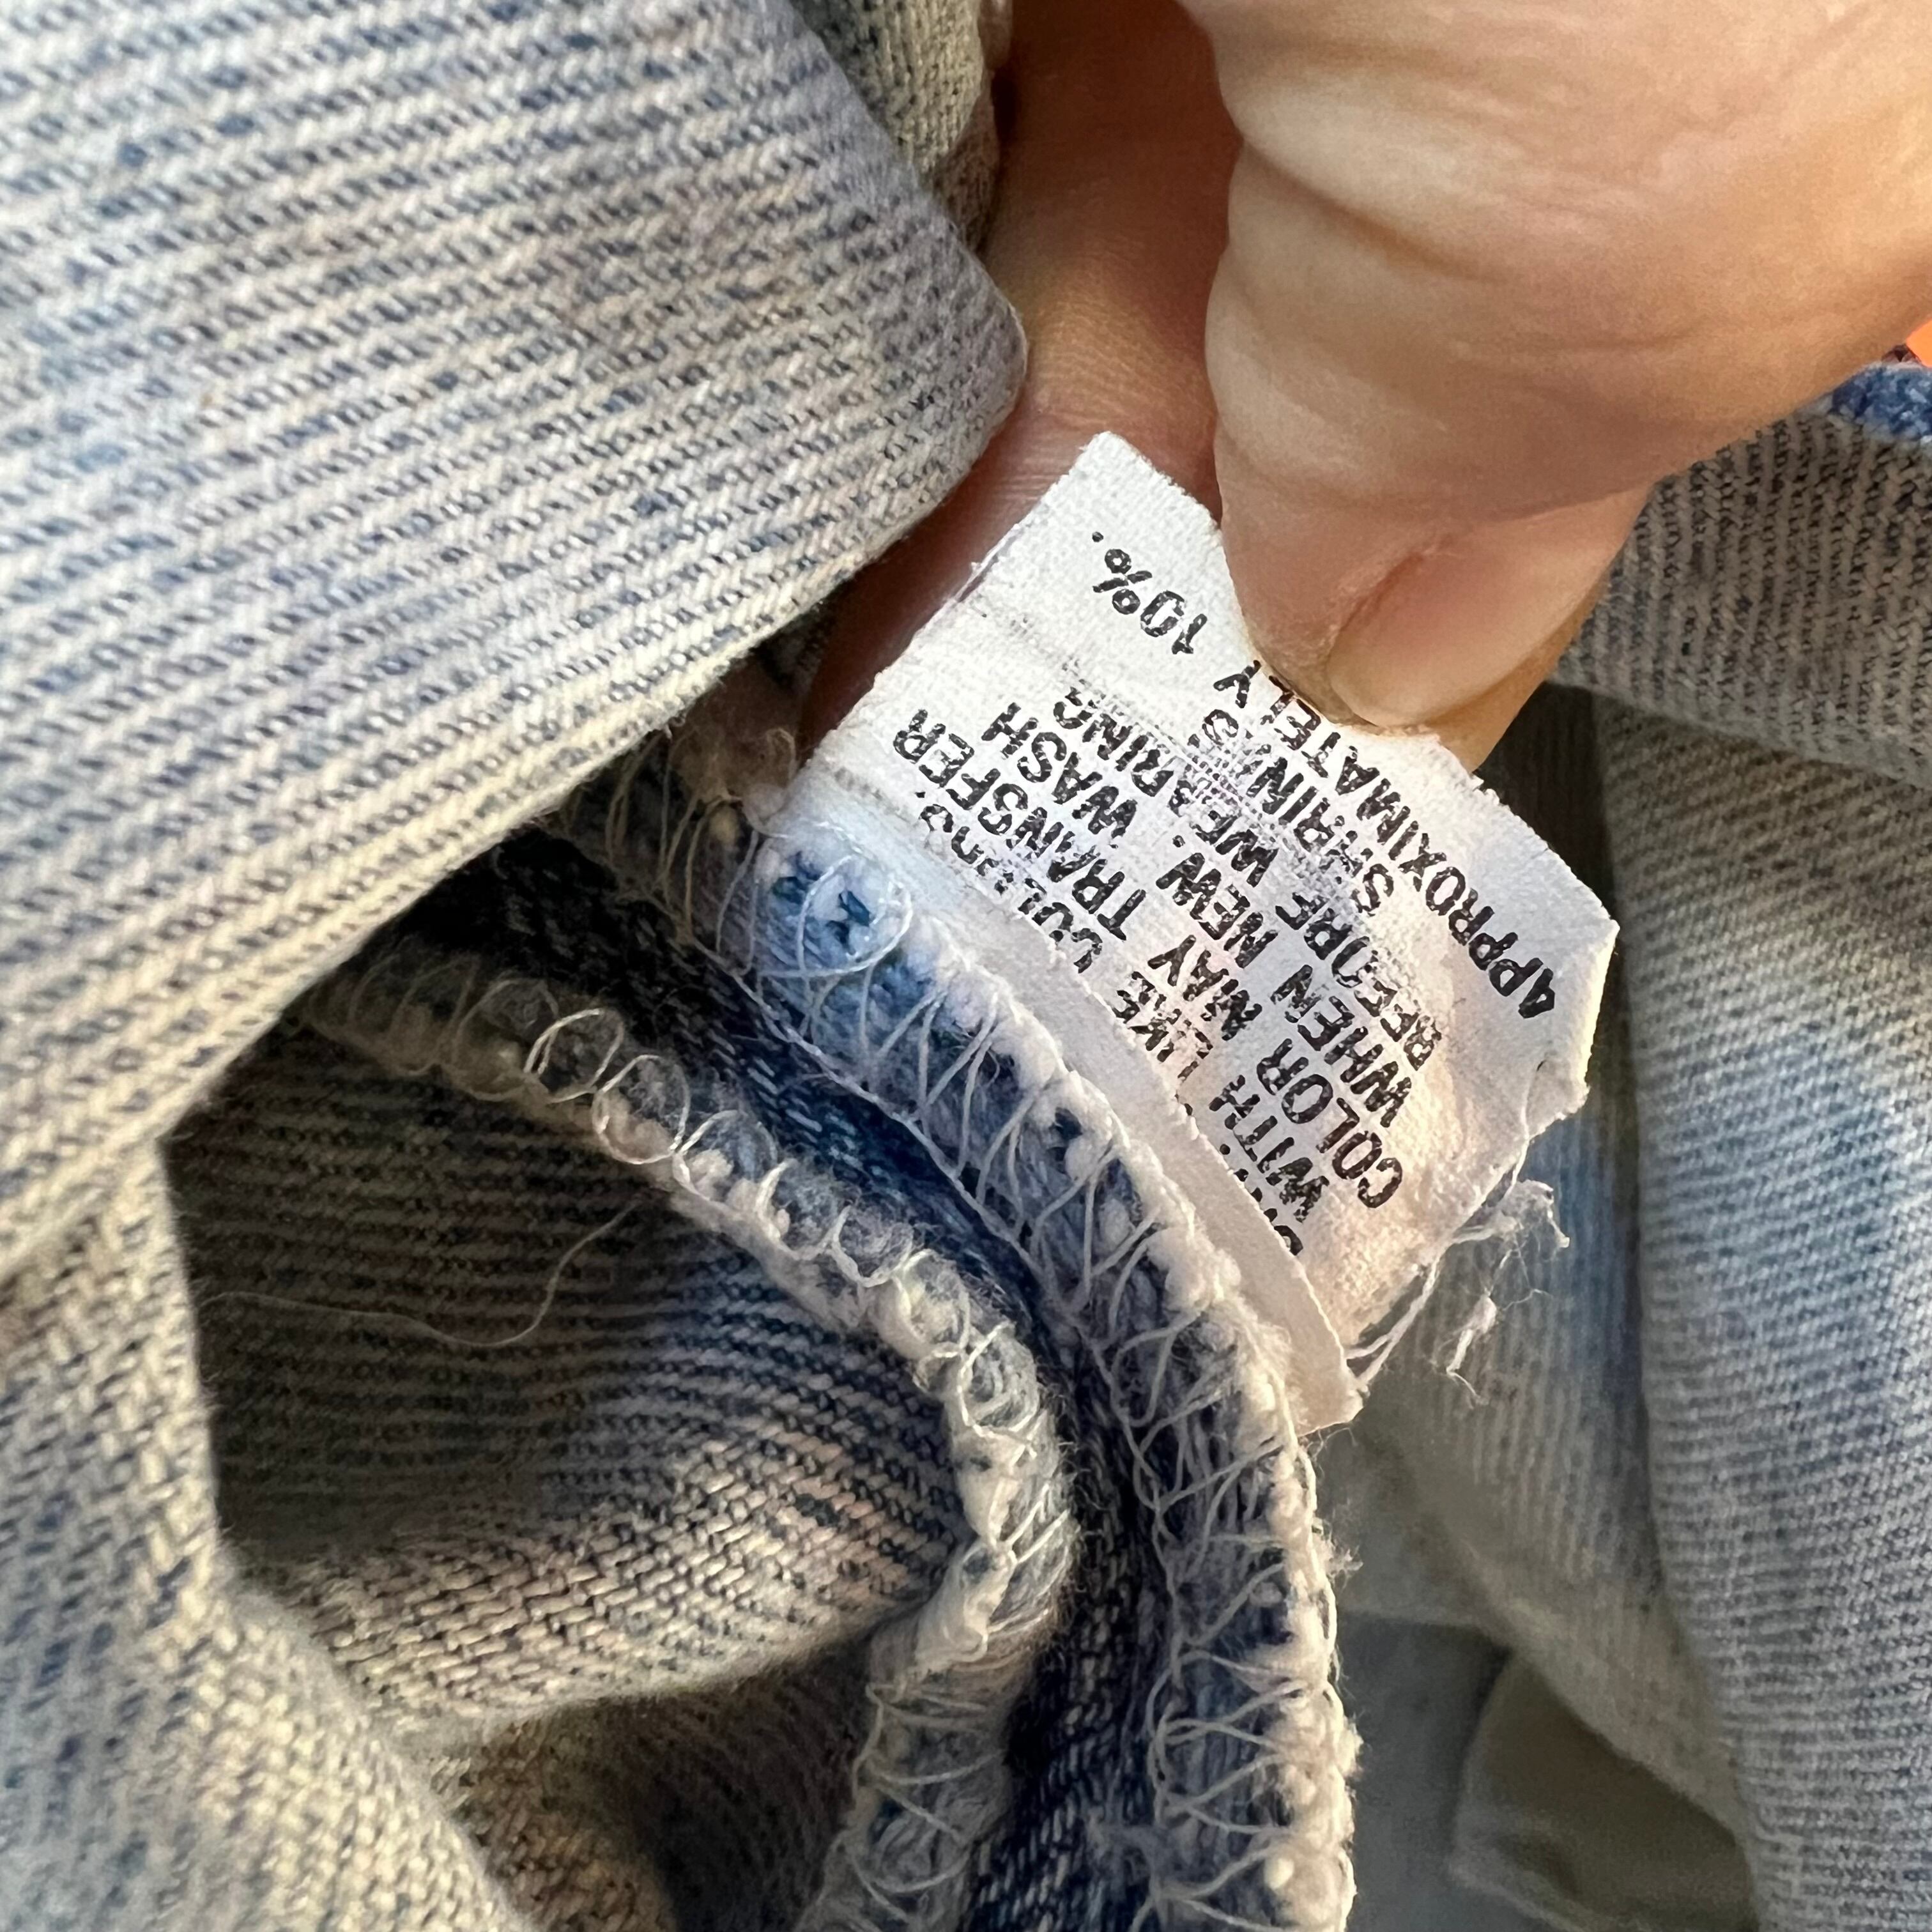 WITH LIKE COLORS.
COLOR MAY TRANSFER
WHEN NEW. WASH
BEFORE WEARING
SHRINKS
APPROXIMATELY 10%.